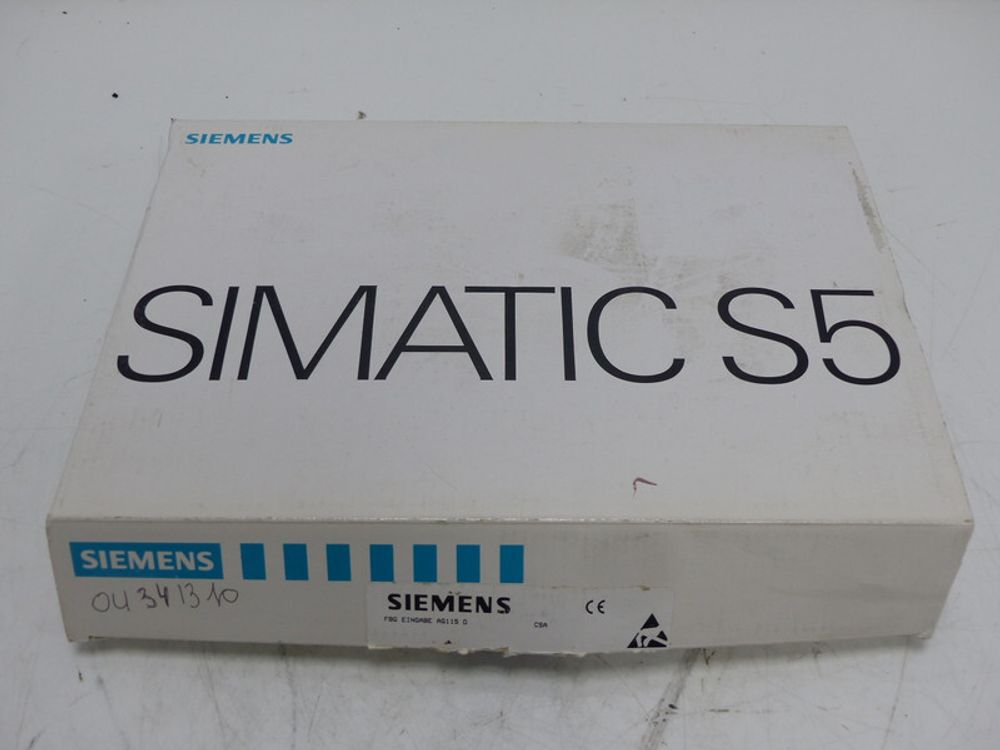 SIEMENS
SIMATIC S5
SIEMENS
04341310
SIEMENS CE
FBG EINGABE AG115 D CSA